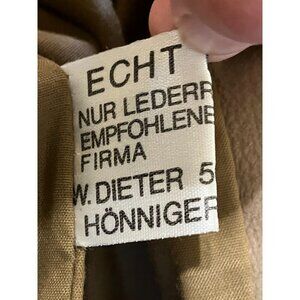 ECHT
NUR LEDERR
EMPFOHLENE
FIRMA
W. DIETER 5
HÖNNIGER